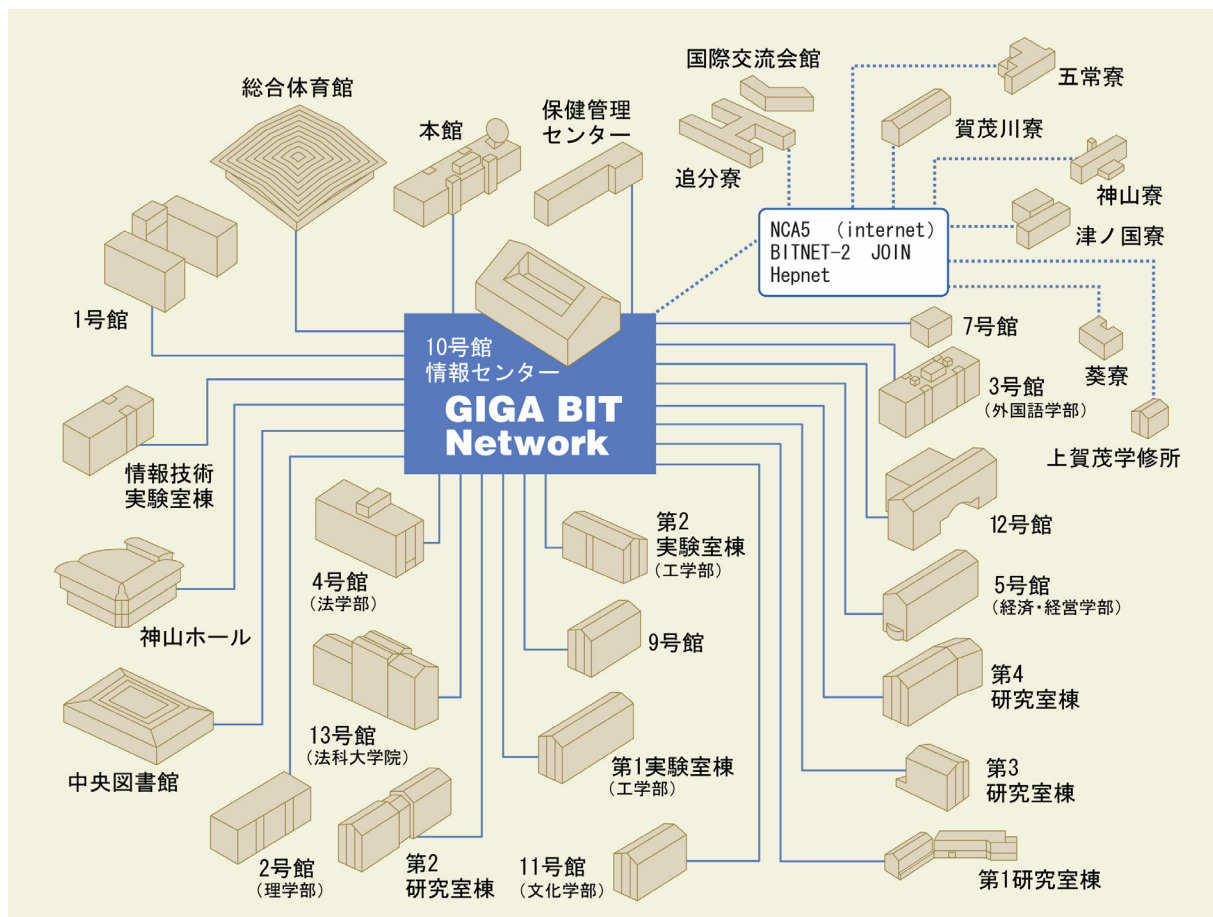 国際交流会館
五常寮
総合体育館
保健管理
センター
本館
賀茂川寮
追分寮
神山寮
NCA5 (internet)
BITNET-2 JOIN
Hepnet
津ノ国寮
1号館
7号館
10号館
情報センター
GIGA BIT
Network
葵寮
3号館
(外国語学部)
上賀茂学修所
情報技術
実験室棟
12号館
第2
実験室棟
(工学部)
4号館
(法学部)
5号館
(経済・経営学部)
神山ホール
9号館
第4
研究室棟
13号館
(法科大学院)
第1実験室棟
(工学部)
中央図書館
第3
研究室棟
2号館
(理学部)
第2
研究室棟
11号館
(文化学部)
第1研究室棟